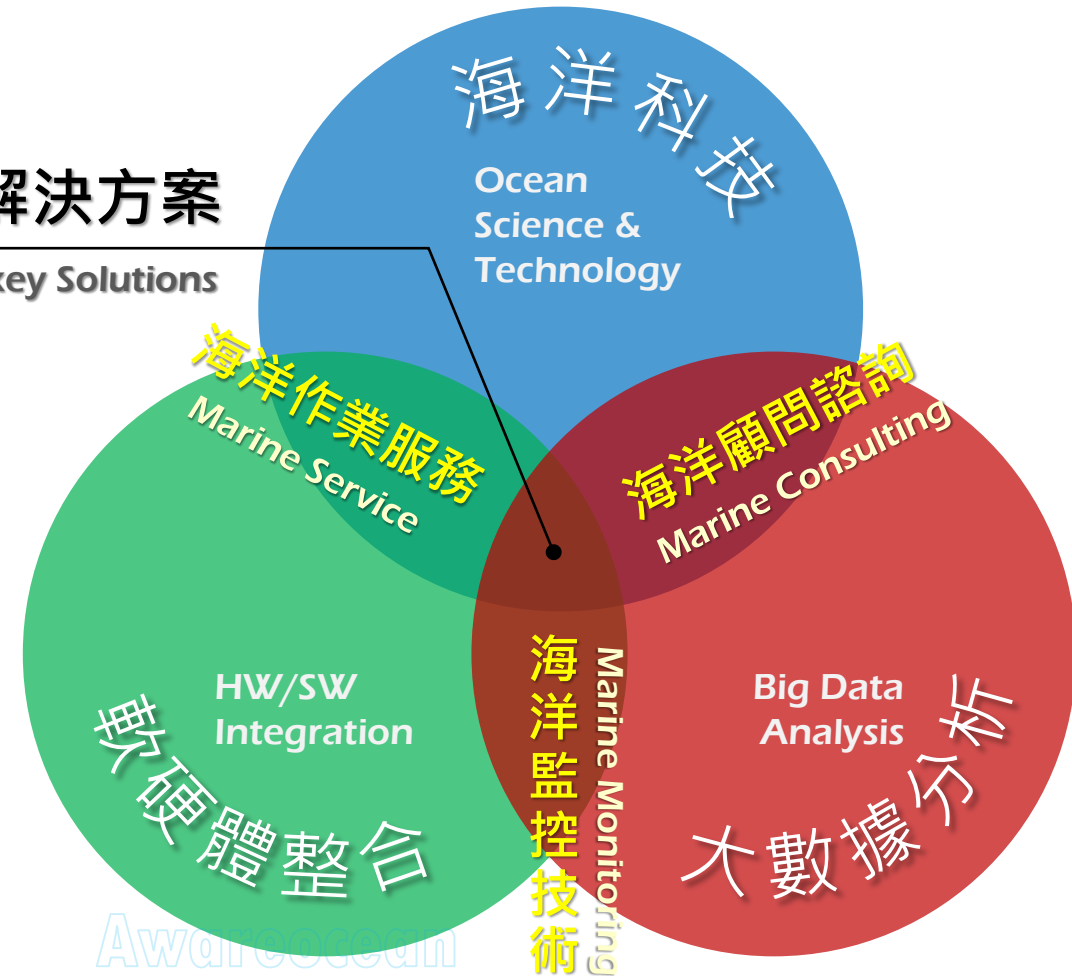 海洋科技
Ocean
Science &
Technology
解決方案
key Solutions
海洋作業服務
Marine Service
海洋顧問諮詢
Marine Consulting
海洋監控技術
Marine Monitoring
HW/SW
Integration
軟硬體整合
Big Data
Analysis
大數據分析
Awareocean